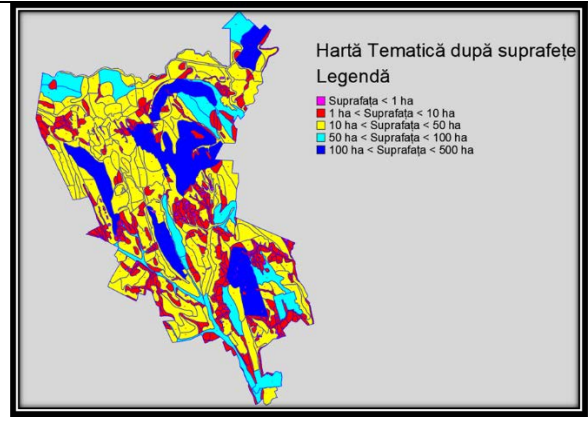 Hartă Tematică după suprafețe
Legendă
Suprafața < 1 ha
1 ha < Suprafața < 10 ha
10 ha < Suprafața < 50 ha
50 ha < Suprafața < 100 ha
100 ha < Suprafața < 500 ha